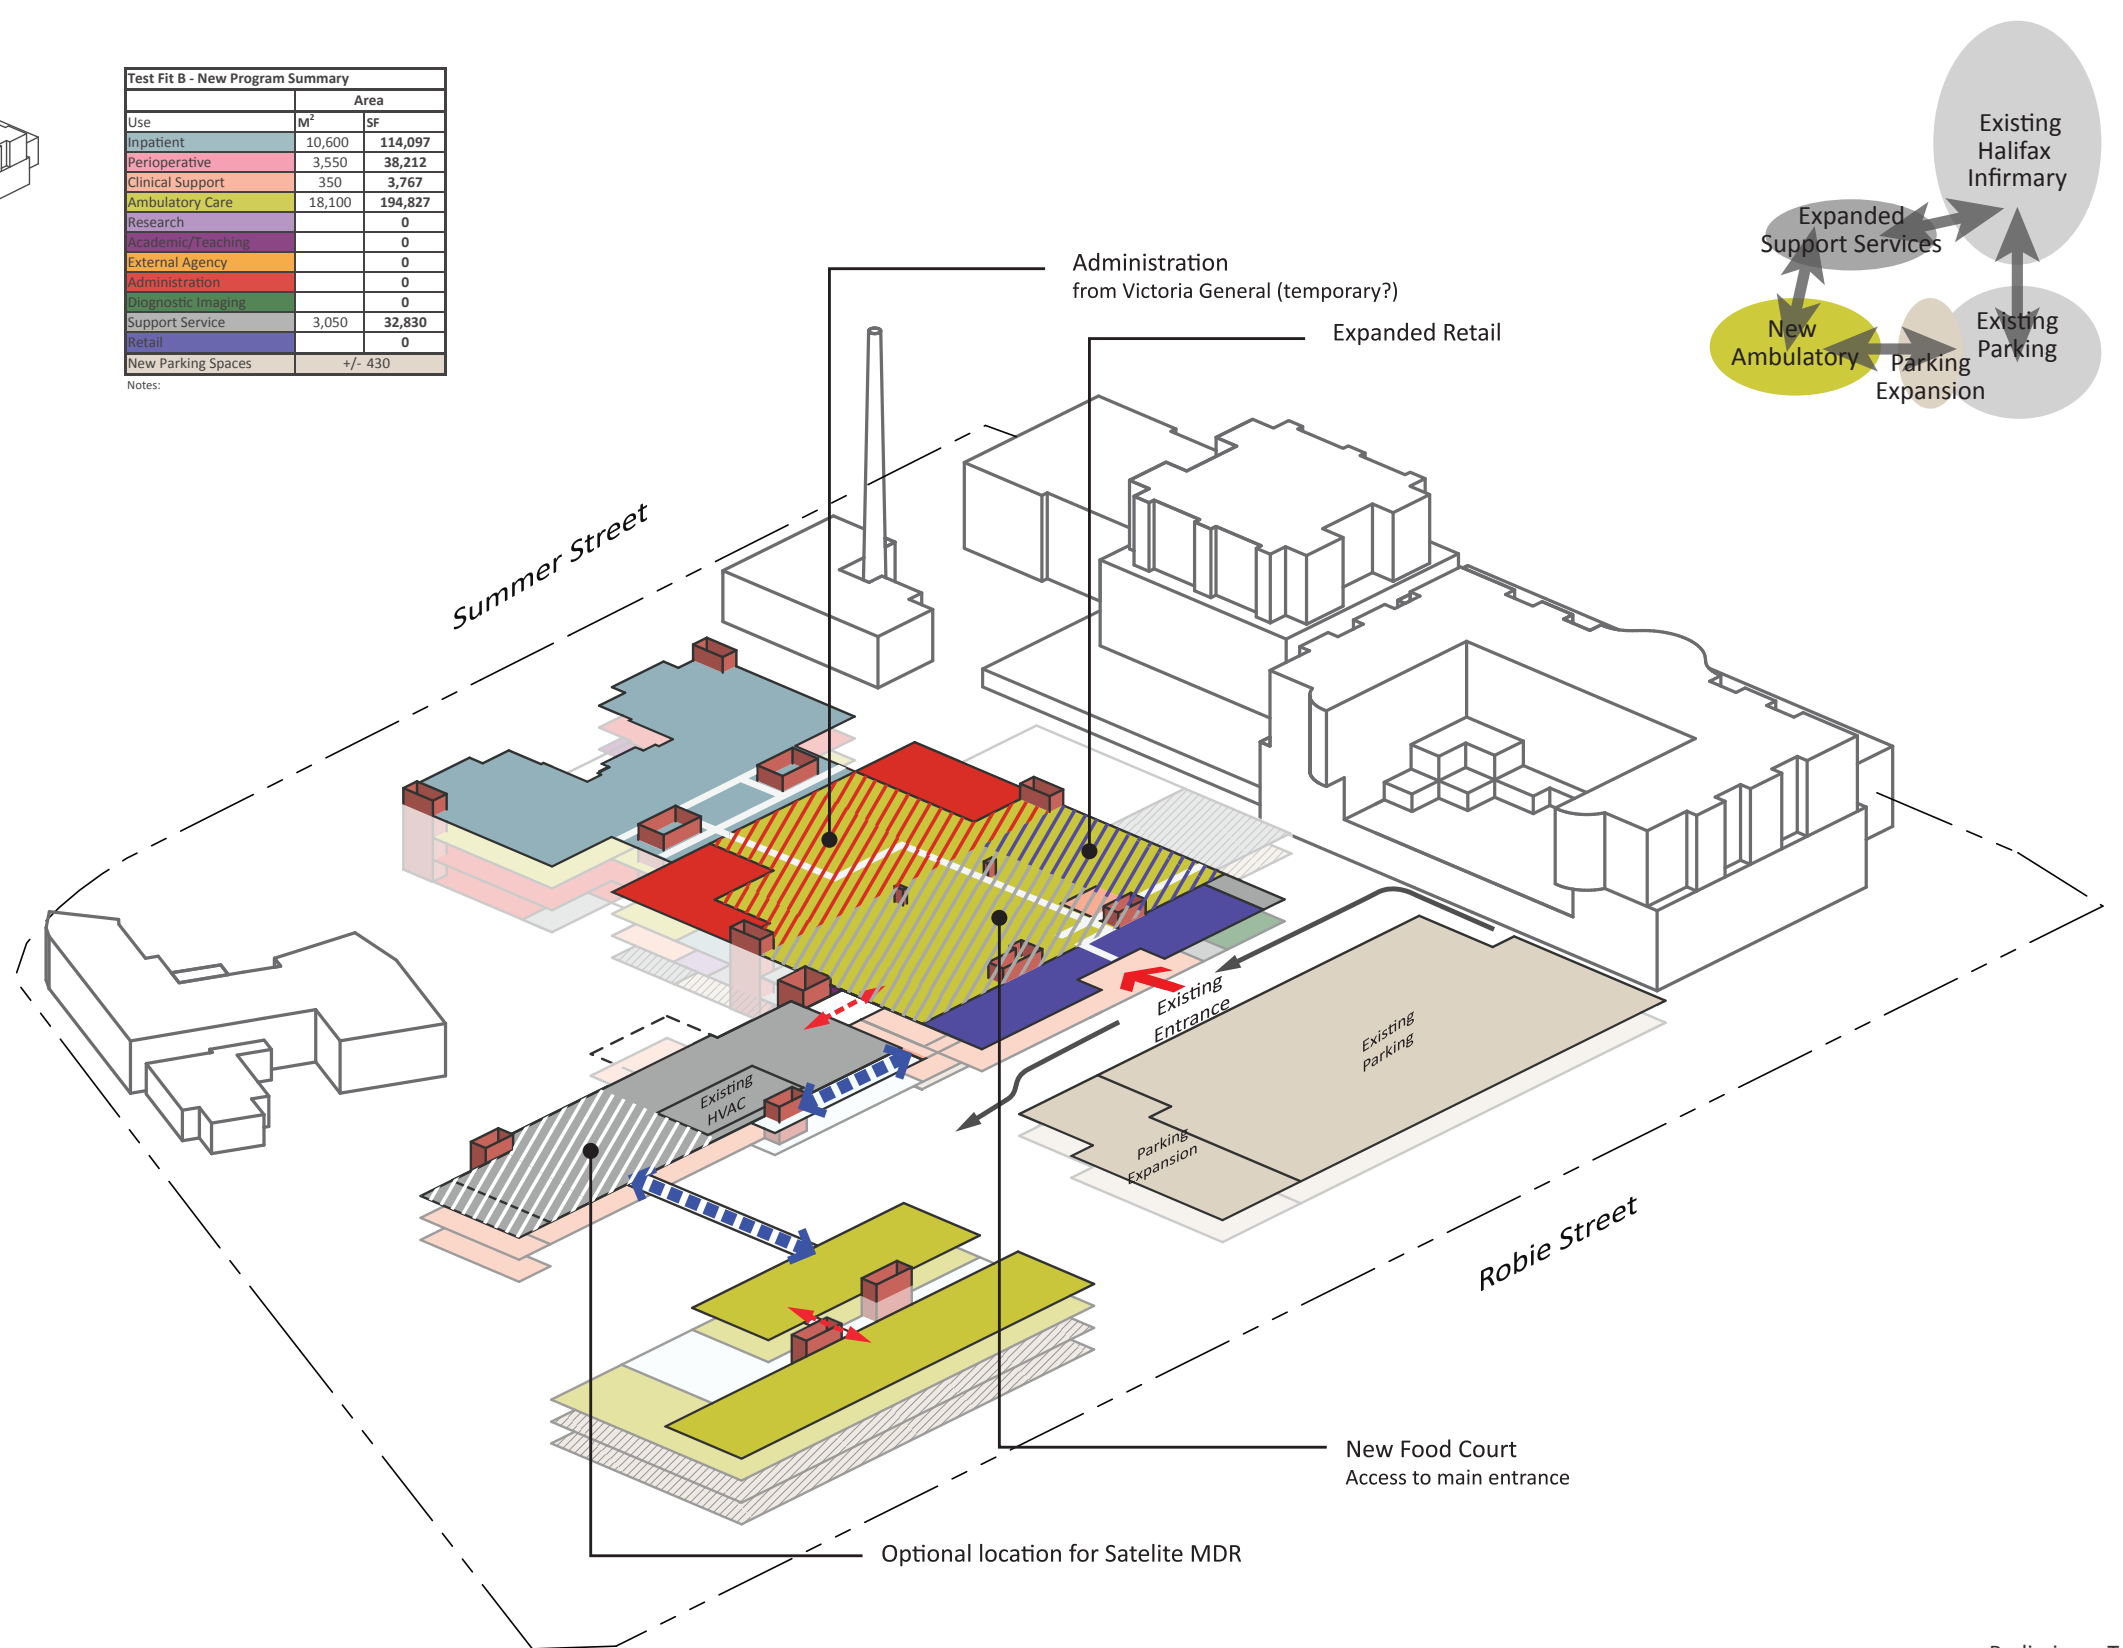 Test Fit B - New Program Summary
Area
Use M² SF
Inpatient 10,600 114,097
Perioperative 3,550 38,212
Clinical Support 350 3,767
Ambulatory Care 18,100 194,827
Research 0
Academic/Teaching 0
External Agency 0
Administration 0
Diognostic Imaging 0
Support Service 3,050 32,830
Retail 0
New Parking Spaces +/- 430
Notes:
Existing
Halifax
Infirmary
Expanded
Support Services
New
Ambulatory
Parking
Expansion
Existing
Parking
Administration
from Victoria General (temporary?)
Expanded Retail
Summer Street
Existing
Entrance
Existing
Parking
Existing
HVAC
Parking
Expansion
Robie Street
New Food Court
Access to main entrance
Optional location for Satelite MDR